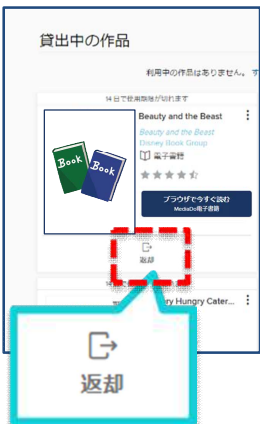 貸出中の作品
利用中の作品はありません。
14日で使用期限が切れます
Beauty and the Beast
Beauty and the Beast
Disney Book Group
電子書籍
Book
Book
ブラウザで今すぐ読む
MediaDo電子書籍
返却
ry Hungry Cater...
返却